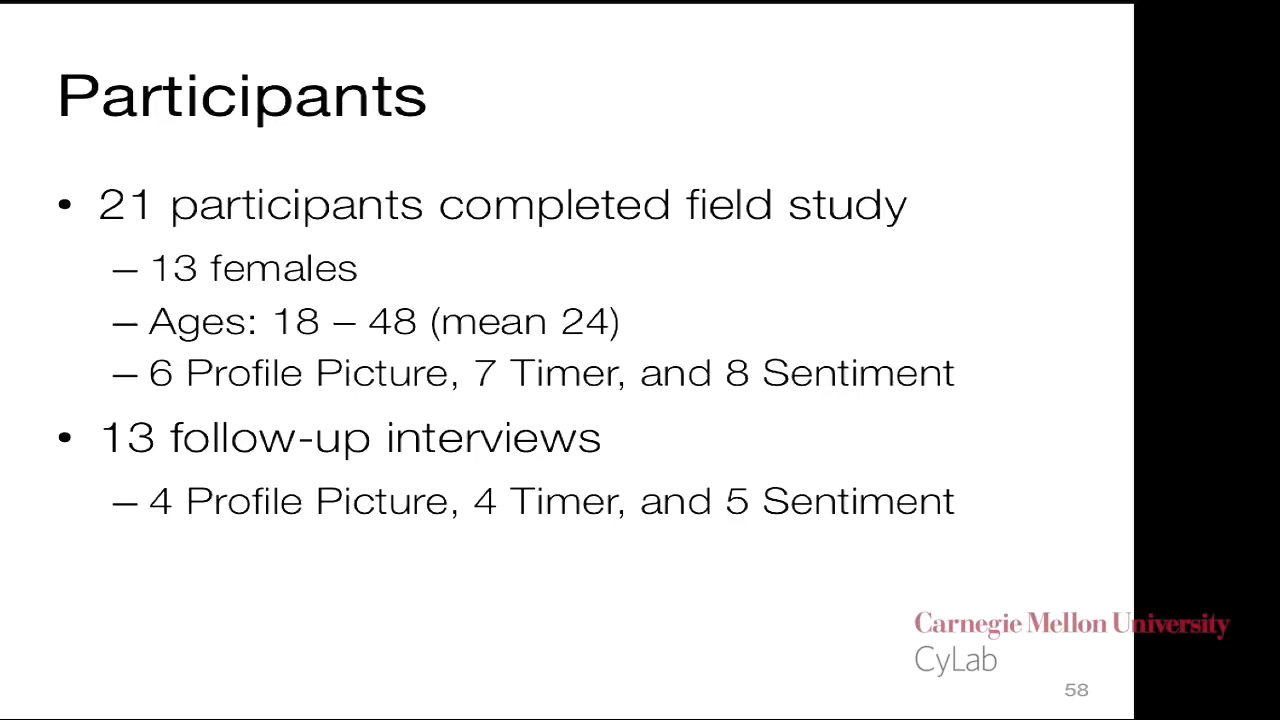 Participants
• 21 participants completed field study
– 13 females
– Ages: 18 – 48 (mean 24)
– 6 Profile Picture, 7 Timer, and 8 Sentiment
• 13 follow-up interviews
– 4 Profile Picture, 4 Timer, and 5 Sentiment
Carnegie Mellon University
CyLab
58